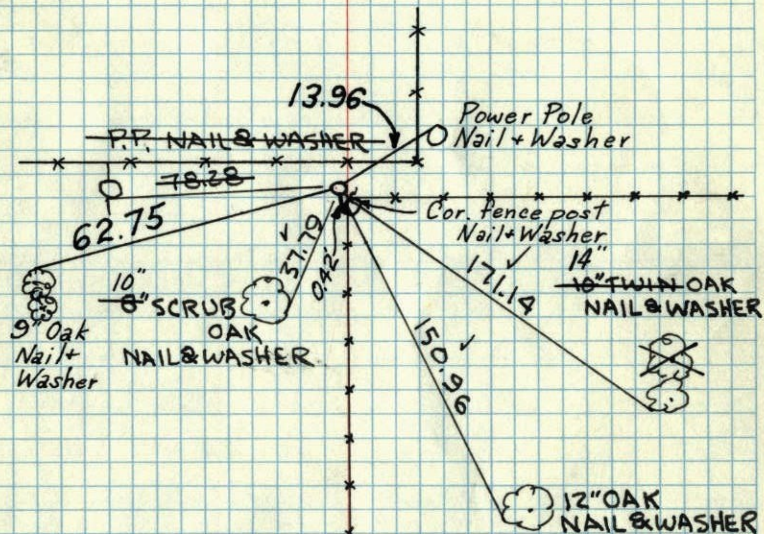 13.96
P.P. NAIL & WASHER
Power Pole
Nail + Washer
78.28
62.75
Cor. fence post
Nail + Washer
37.79
0.42
171.14
14"
10" TWIN OAK
NAIL & WASHER
10"
8" SCRUB
OAK
NAIL & WASHER
9" Oak
Nail +
Washer
150.96
12" OAK
NAIL & WASHER